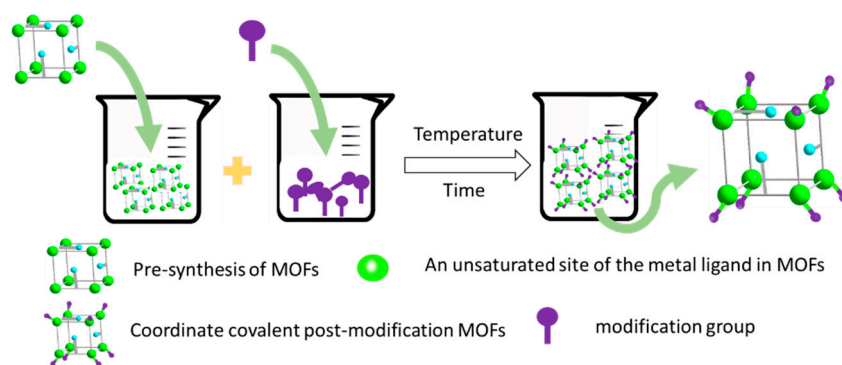 Temperature
Time
Pre-synthesis of MOFs
An unsaturated site of the metal ligand in MOFs
Coordinate covalent post-modification MOFs
modification group